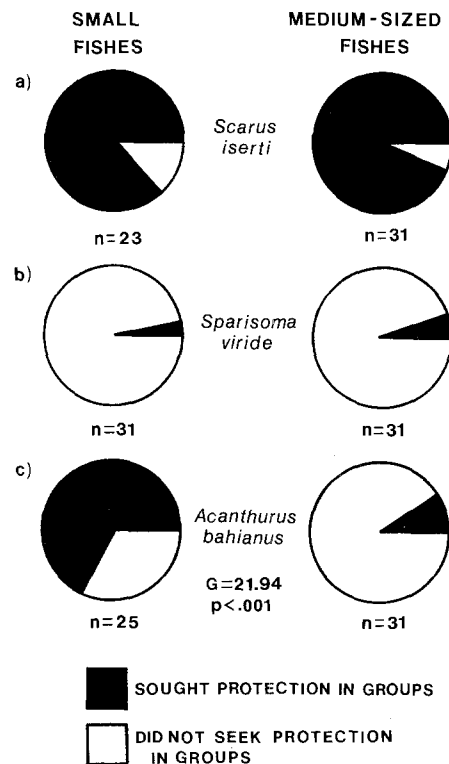 SMALL FISHES
MEDIUM-SIZED FISHES
a)
Scarus iserti
n=23
n=31
b)
Sparisoma viride
n=31
n=31
c)
Acanthurus bahianus
G=21.94
p<.001
n=25
n=31
SOUGHT PROTECTION IN GROUPS
DID NOT SEEK PROTECTION
IN GROUPS